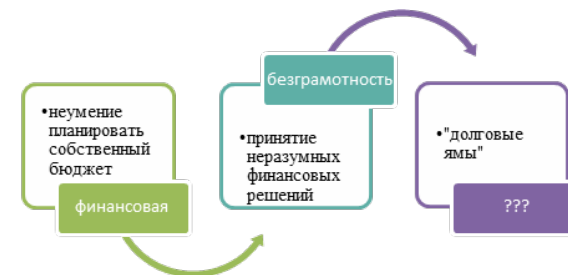 •неумение
планировать
собственный
бюджет
финансовая
безграмотность
•принятие
неразумных
финансовых
решений
•"долговые
ямы"
???